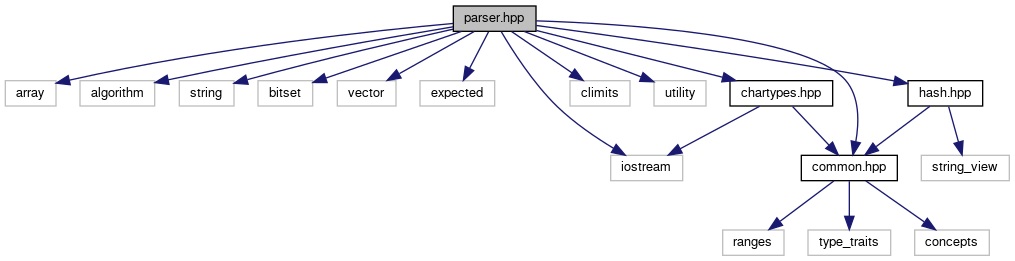 parser.hpp
array
algorithm
string
bitset
vector
expected
climits
utility
chartypes.hpp
hash.hpp
iostream
common.hpp
string_view
ranges
type_traits
concepts